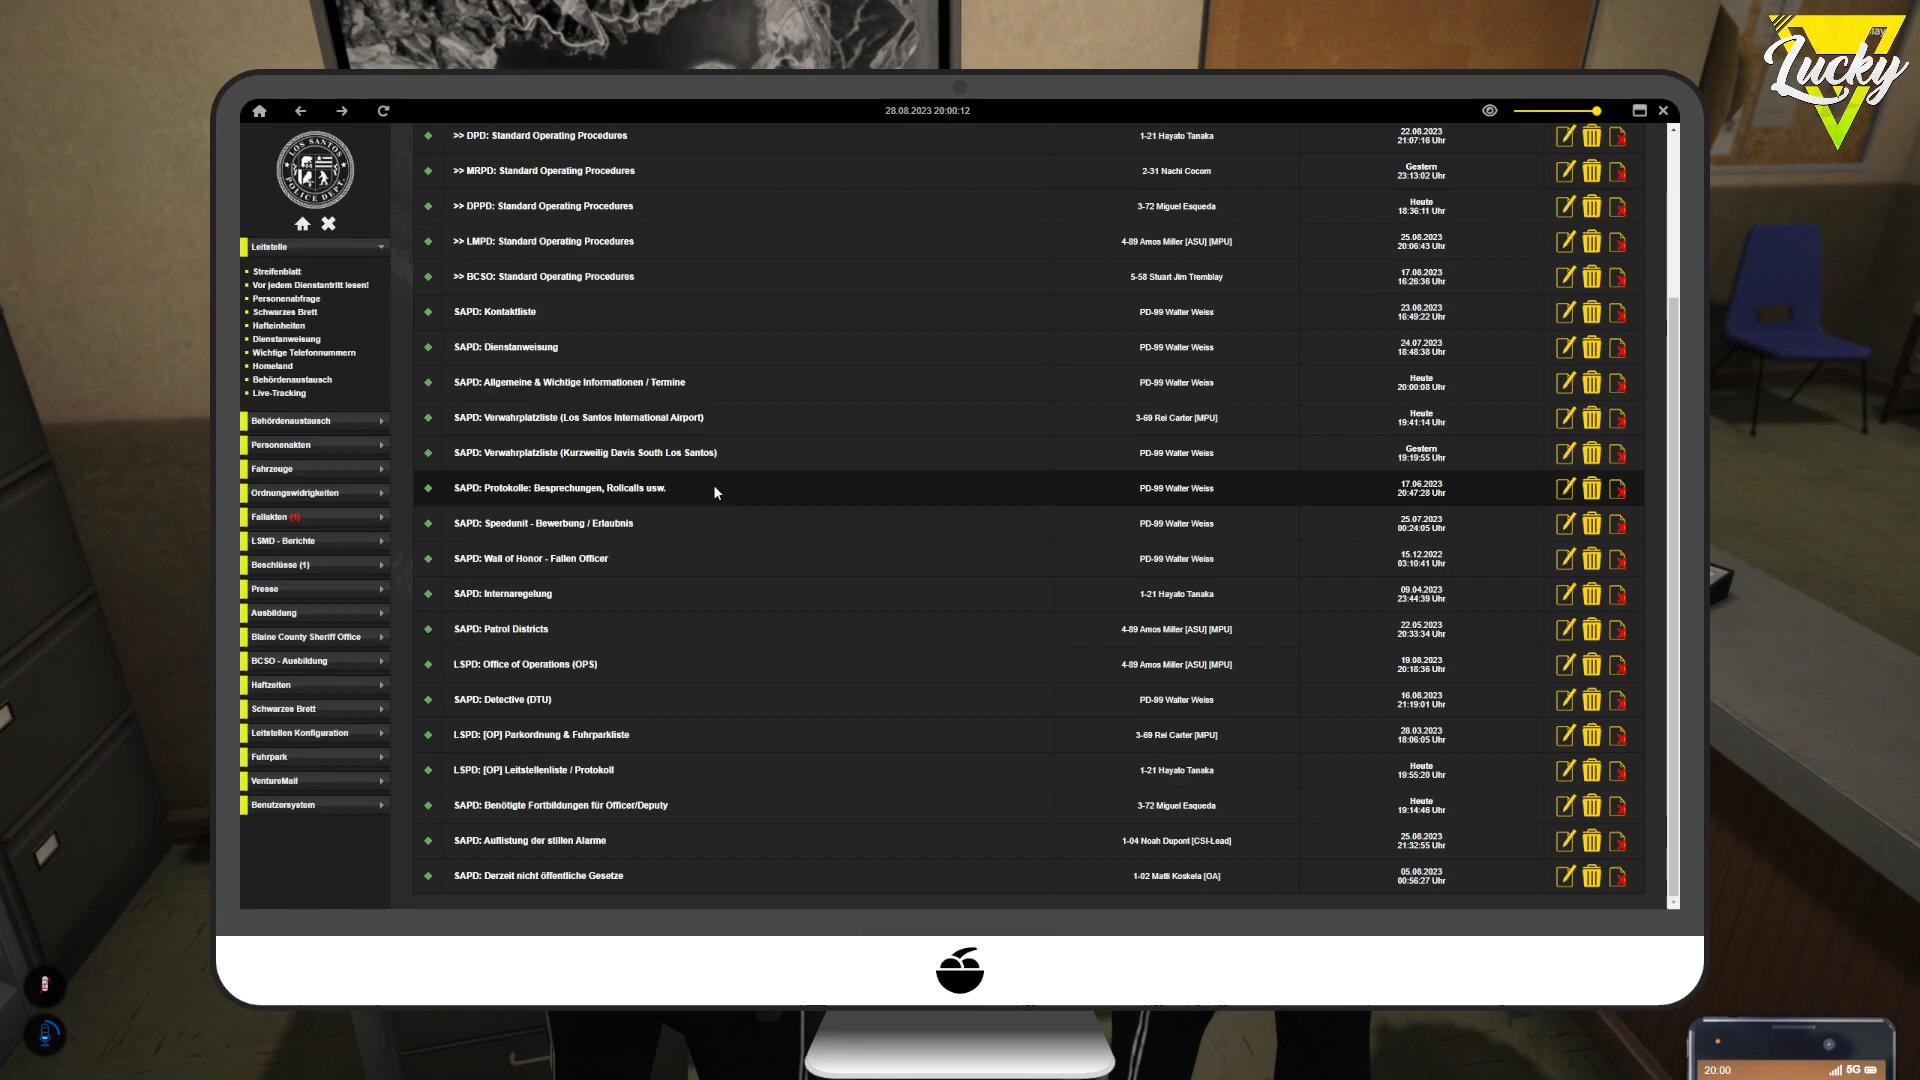 Lucky
V
28.08.2023 20:00:12
LOS SANTOS
POLICE DEPT.
Leitstelle
Streifenblatt
Vor jedem Dienstantritt lesen!
Personenabfrage
Schwarzes Brett
Hafteinheiten
Dienstanweisung
Wichtige Telefonnummern
Homeland
Behördenaustausch
Live-Tracking
Behördenaustausch
Personenakten
Fahrzeuge
Ordnungswidrigkeiten
Fallakten (1)
LSMD - Berichte
Beschlüsse (1)
Presse
Ausbildung
Blaine County Sheriff Office
BCSO - Ausbildung
Haftzeiten
Schwarzes Brett
Leitstellen Konfiguration
Fuhrpark
VentureMail
Benutzersystem
>> DPD: Standard Operating Procedures 1-21 Hayato Tanaka 22.08.2023
21:07:16 Uhr
>> MRPD: Standard Operating Procedures 2-31 Nachi Cocom Gestern
23:13:02 Uhr
>> DPPD: Standard Operating Procedures 3-72 Miguel Esqueda Heute
18:36:11 Uhr
>> LMPD: Standard Operating Procedures 4-89 Amos Miller [ASU] [MPU] 25.08.2023
20:06:43 Uhr
>> BCSO: Standard Operating Procedures 5-58 Stuart Jim Tremblay 17.08.2023
16:26:36 Uhr
SAPD: Kontaktliste PD-99 Walter Weiss 23.08.2023
16:49:22 Uhr
SAPD: Dienstanweisung PD-99 Walter Weiss 24.07.2023
18:48:38 Uhr
SAPD: Allgemeine & Wichtige Informationen / Termine PD-99 Walter Weiss Heute
20:00:08 Uhr
SAPD: Verwahrplatzliste (Los Santos International Airport) 3-69 Rei Carter [MPU] Heute
19:41:14 Uhr
SAPD: Verwahrplatzliste (Kurzweilig Davis South Los Santos) PD-99 Walter Weiss Gestern
19:19:55 Uhr
SAPD: Protokolle: Besprechungen, Rollcalls usw. PD-99 Walter Weiss 17.06.2023
20:47:28 Uhr
SAPD: Speedunit - Bewerbung / Erlaubnis PD-99 Walter Weiss 25.07.2023
00:24:05 Uhr
SAPD: Wall of Honor - Fallen Officer PD-99 Walter Weiss 15.12.2022
03:10:41 Uhr
SAPD: Internaregelung 1-21 Hayato Tanaka 09.04.2023
23:44:39 Uhr
SAPD: Patrol Districts 4-89 Amos Miller [ASU] [MPU] 22.05.2023
20:33:34 Uhr
LSPD: Office of Operations (OPS) 4-89 Amos Miller [ASU] [MPU] 19.08.2023
20:18:36 Uhr
SAPD: Detective (DTU) PD-99 Walter Weiss 16.08.2023
21:19:01 Uhr
LSPD: [OP] Parkordnung & Fuhrparkliste 3-69 Rei Carter [MPU] 28.03.2023
18:06:05 Uhr
LSPD: [OP] Leitstellenliste / Protokoll 1-21 Hayato Tanaka Heute
19:55:20 Uhr
SAPD: Benötigte Fortbildungen für Officer/Deputy 3-72 Miguel Esqueda Heute
19:14:46 Uhr
SAPD: Auflistung der stillen Alarme 1-04 Noah Dupont [CSI-Lead] 25.08.2023
21:32:55 Uhr
SAPD: Derzeit nicht öffentliche Gesetze 1-02 Matti Koskela [OA] 05.08.2023
00:56:27 Uhr
20:00 5G